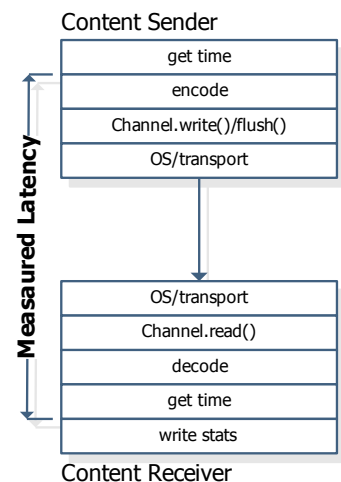 Content Sender
get time
encode
Channel.write()/flush()
OS/transport
Measaured Latency
OS/transport
Channel.read()
decode
get time
write stats
Content Receiver